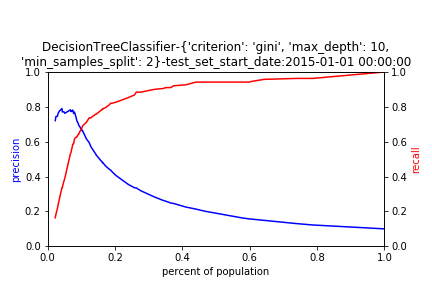 DecisionTreeClassifier-{'criterion': 'gini', 'max_depth': 10,
'min_samples_split': 2}-test_set_start_date:2015-01-01 00:00:00
1.0
0.8
0.6
0.4
0.2
0.0
precision
1.0
0.8
0.6
0.4
0.2
0.0
recall
0.0 0.2 0.4 0.6 0.8 1.0
percent of population